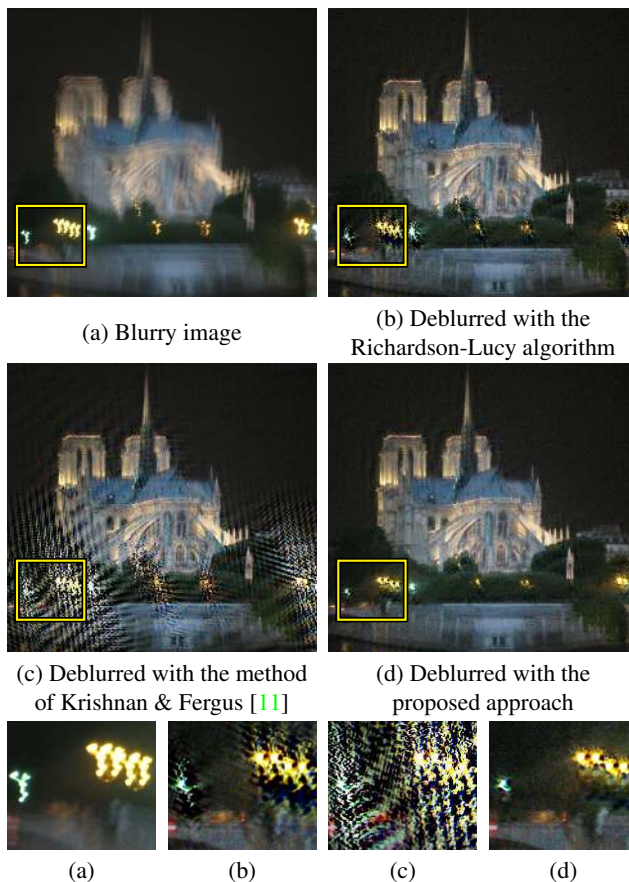 (a) Blurry image
(b) Deblurred with the
Richardson-Lucy algorithm
(c) Deblurred with the method
of Krishnan & Fergus [11]
(d) Deblurred with the
proposed approach
(a)
(b)
(c)
(d)